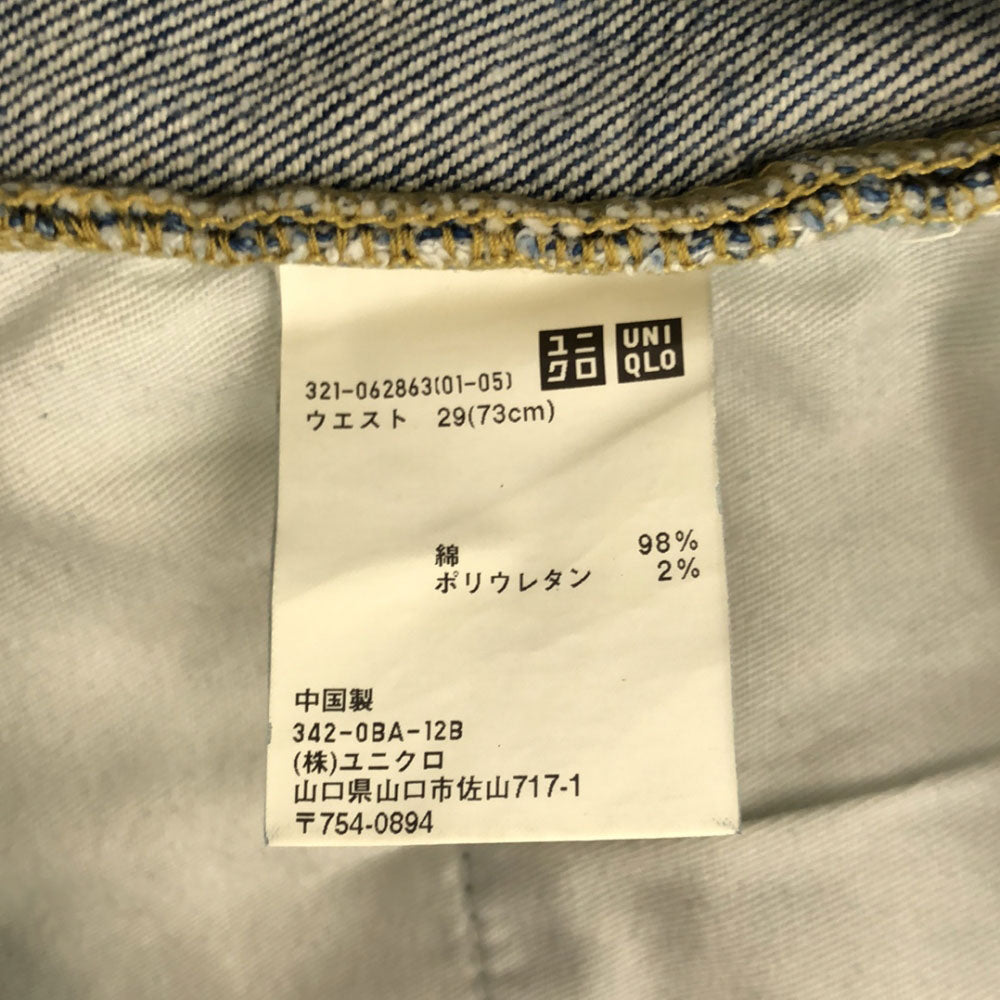 ユニ
クロ
UNI
QLO
321-062863(01-05)
ウエスト 29(73cm)
綿 98%
ポリウレタン 2%
中国製
342-0BA-12B
(株)ユニクロ
山口県山口市佐山717-1
〒754-0894